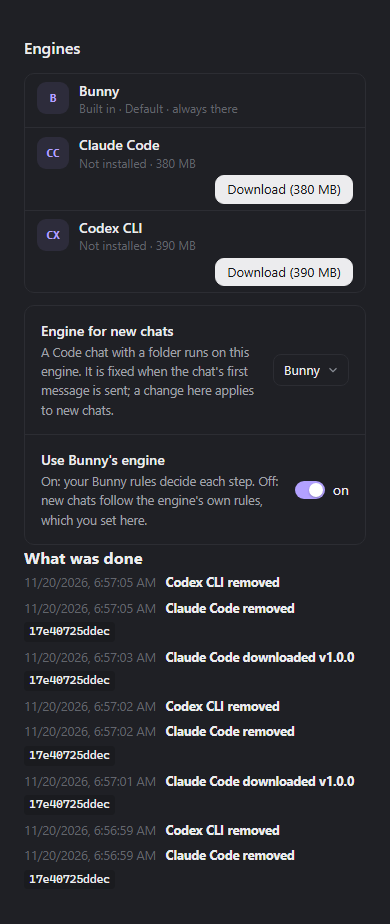 Engines
B
Bunny
Built in · Default · always there
CC
Claude Code
Not installed · 380 MB
Download (380 MB)
CX
Codex CLI
Not installed · 390 MB
Download (390 MB)
Engine for new chats
A Code chat with a folder runs on this
engine. It is fixed when the chat's first
message is sent; a change here applies
to new chats.
Bunny
Use Bunny's engine
On: your Bunny rules decide each step. Off:
new chats follow the engine's own rules,
which you set here.
on
What was done
11/20/2026, 6:57:05 AM Codex CLI removed
11/20/2026, 6:57:05 AM Claude Code removed
17e40725ddec
11/20/2026, 6:57:03 AM Claude Code downloaded v1.0.0
17e40725ddec
11/20/2026, 6:57:02 AM Codex CLI removed
11/20/2026, 6:57:02 AM Claude Code removed
17e40725ddec
11/20/2026, 6:57:01 AM Claude Code downloaded v1.0.0
17e40725ddec
11/20/2026, 6:56:59 AM Codex CLI removed
11/20/2026, 6:56:59 AM Claude Code removed
17e40725ddec